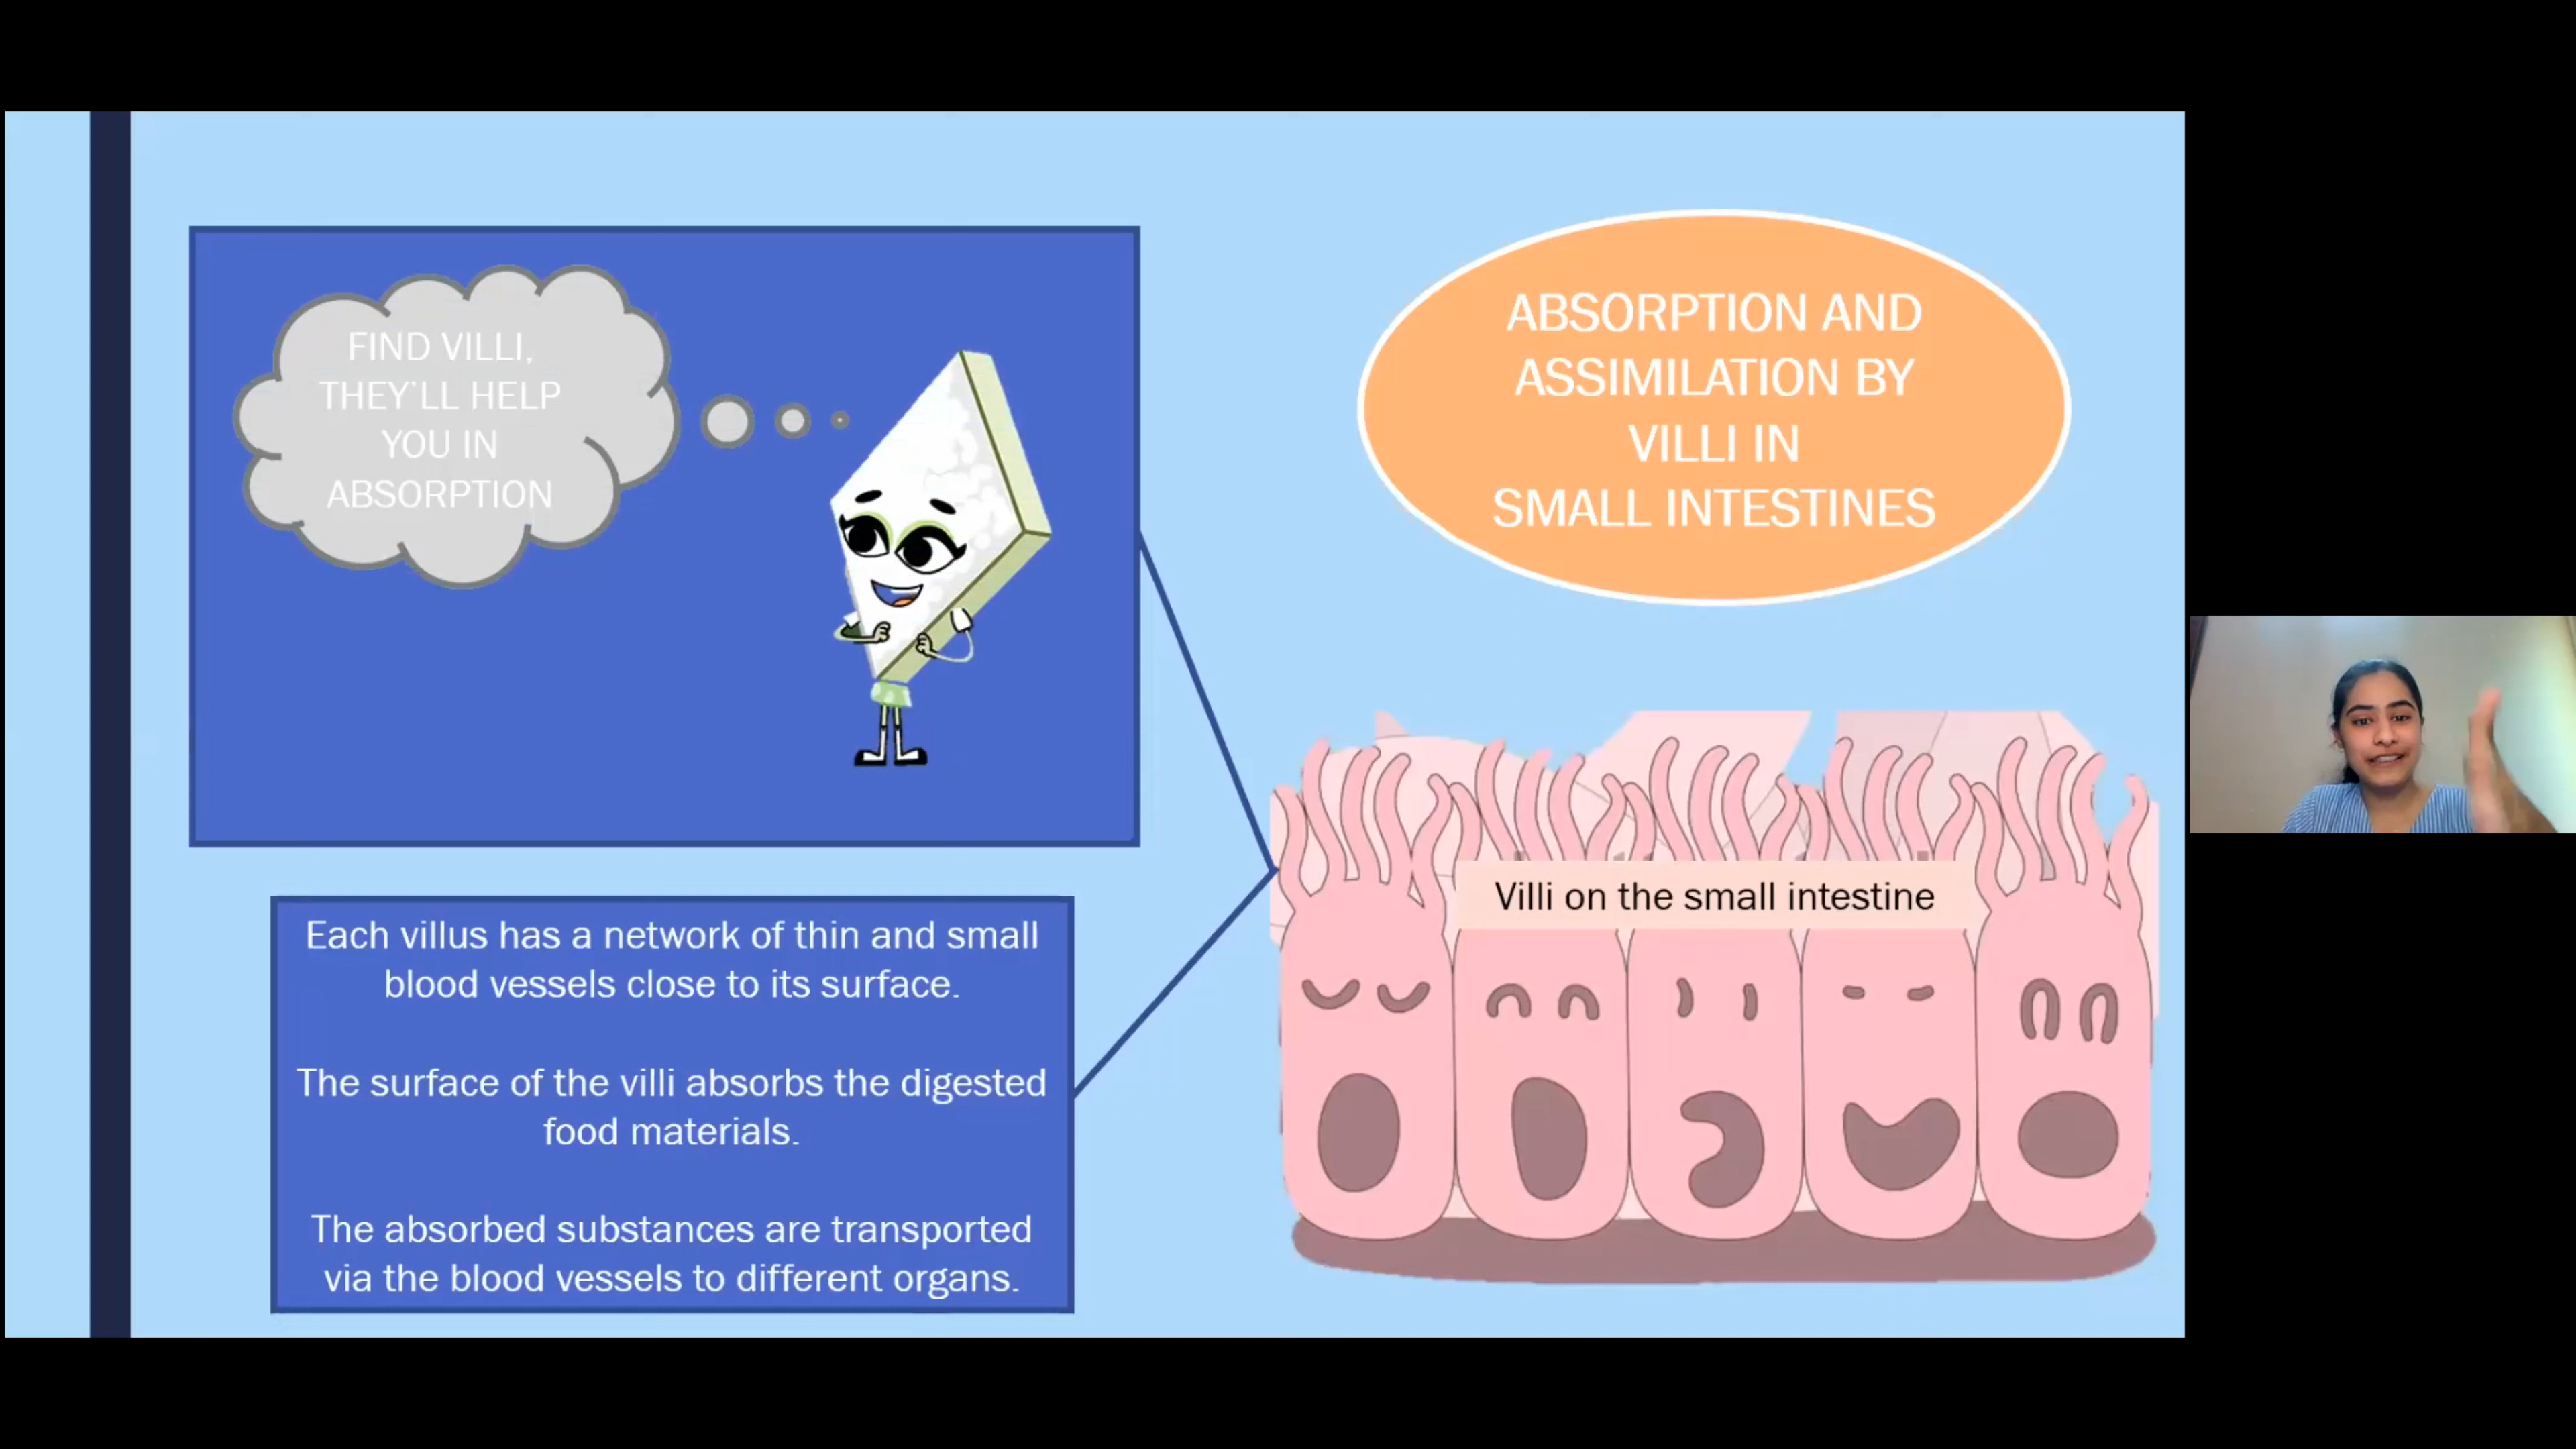 FIND VILLI,
THEY'LL HELP
YOU IN
ABSORPTION
ABSORPTION AND
ASSIMILATION BY
VILLI IN
SMALL INTESTINES
Each villus has a network of thin and small
blood vessels close to its surface.
The surface of the villi absorbs the digested
food materials.
The absorbed substances are transported
via the blood vessels to different organs.
Villi on the small intestine